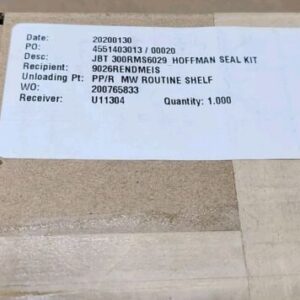 Date: 20200130
PO: 4551403013 / 00020
Desc: JBT 300RMS6029 HOFFMAN SEAL KIT
Recipient: 9026RENDMEIS
Unloading Pt: PP/R MW ROUTINE SHELF
WO: 200765833
Receiver: U11304 Quantity: 1.000